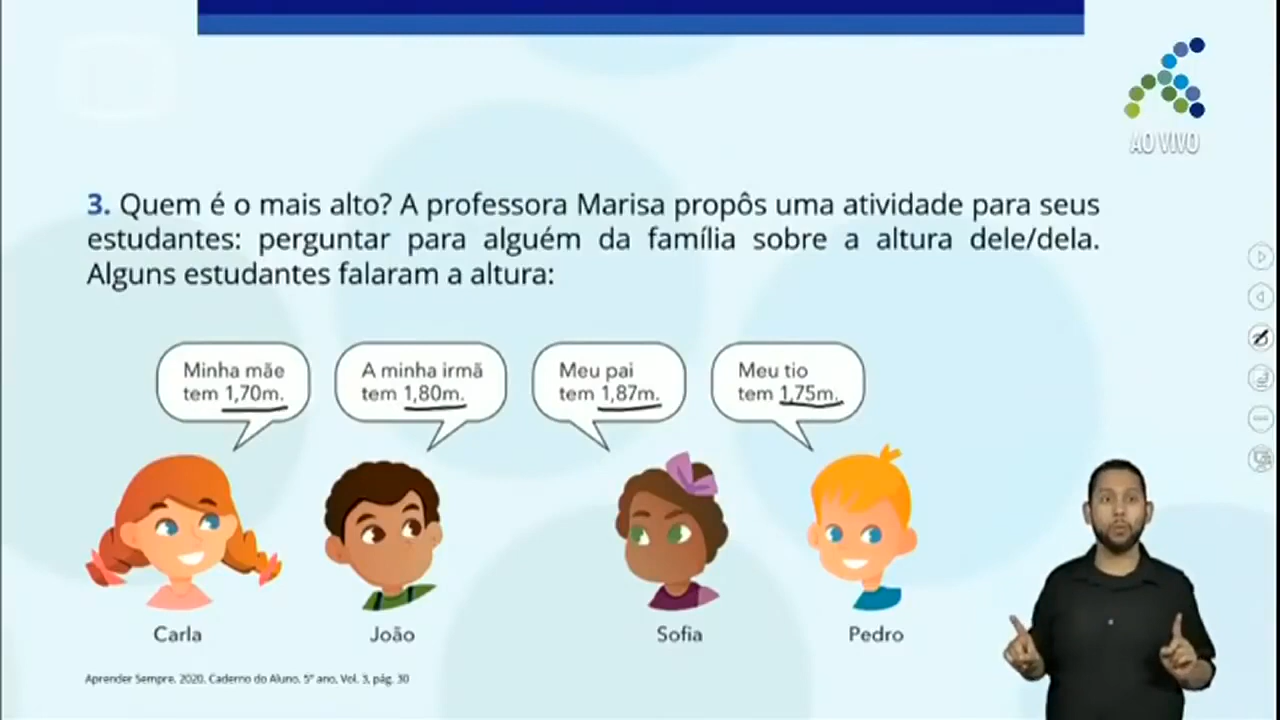 AO VIVO
3. Quem é o mais alto? A professora Marisa propôs uma atividade para seus
estudantes: perguntar para alguém da família sobre a altura dele/dela.
Alguns estudantes falaram a altura:
Minha mãe
tem 1,70m.
A minha irmã
tem 1,80m.
Meu pai
tem 1,87m.
Meu tio
tem 1,75m.
Carla
João
Sofia
Pedro
Aprender Sempre. 2020. Caderno do Aluno. 5º ano, Vol. 3, pág. 30